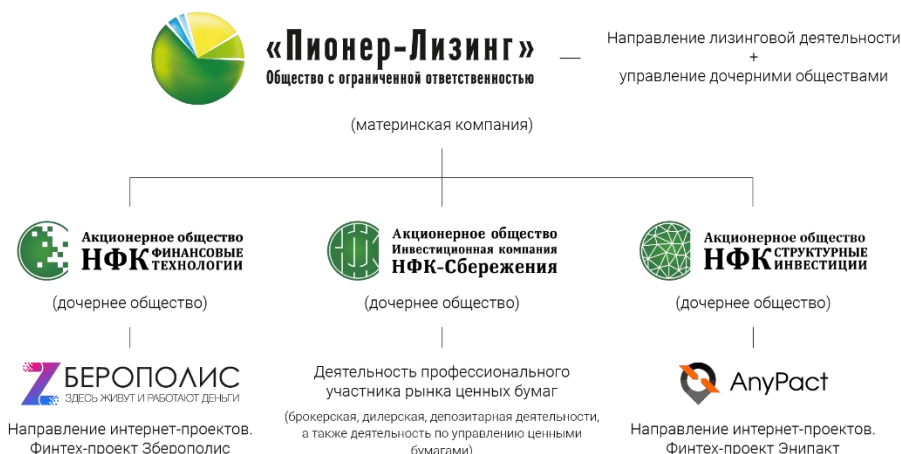 «Пионер-Лизинг»
Общество с ограниченной ответственностью
Направление лизинговой деятельности
+
управление дочерними обществами
(материнская компания)
Акционерное общество
НФК ФИНАНСОВЫЕ
ТЕХНОЛОГИИ
(дочернее общество)
ZБЕРОПОЛИС
ЗДЕСЬ ЖИВУТ И РАБОТАЮТ ДЕНЬГИ
Направление интернет-проектов.
Финтех-проект Зберополис
Акционерное общество
Инвестиционная компания
НФК-Сбережения
(дочернее общество)
Деятельность профессионального
участника рынка ценных бумаг
(брокерская, дилерская, депозитарная деятельности,
а также деятельность по управлению ценными
бумагами)
Акционерное общество
НФК СТРУКТУРНЫЕ
ИНВЕСТИЦИИ
(дочернее общество)
AnyPact
Направление интернет-проектов.
Финтех-проект Энипакт